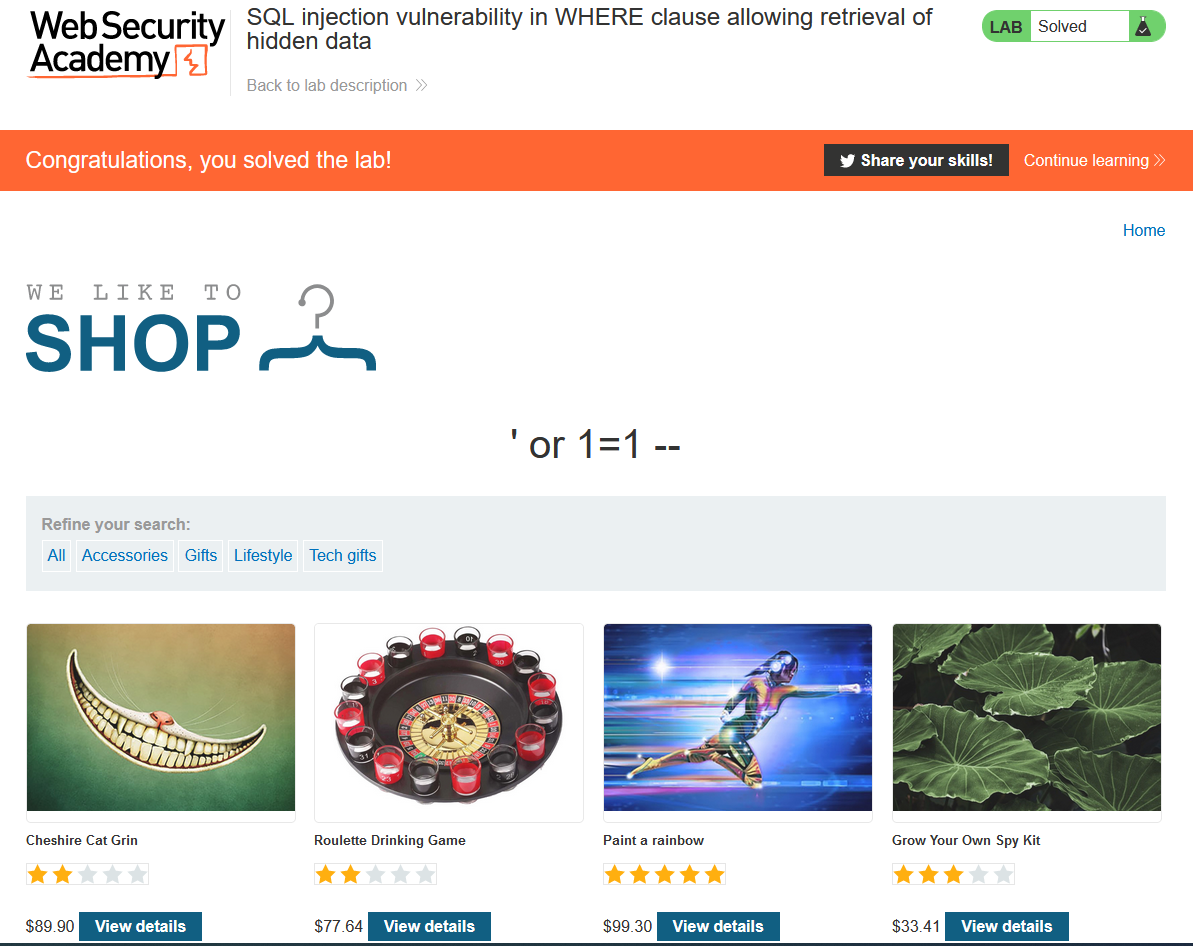 Web Security
Academy
SQL injection vulnerability in WHERE clause allowing retrieval of
hidden data
Back to lab description
LAB Solved
Congratulations, you solved the lab!
Share your skills! Continue learning
Home
WE LIKE TO
SHOP
' or 1=1 --
Refine your search:
All Accessories Gifts Lifestyle Tech gifts
Cheshire Cat Grin Roulette Drinking Game Paint a rainbow Grow Your Own Spy Kit
$89.90 View details $77.64 View details $99.30 View details $33.41 View details